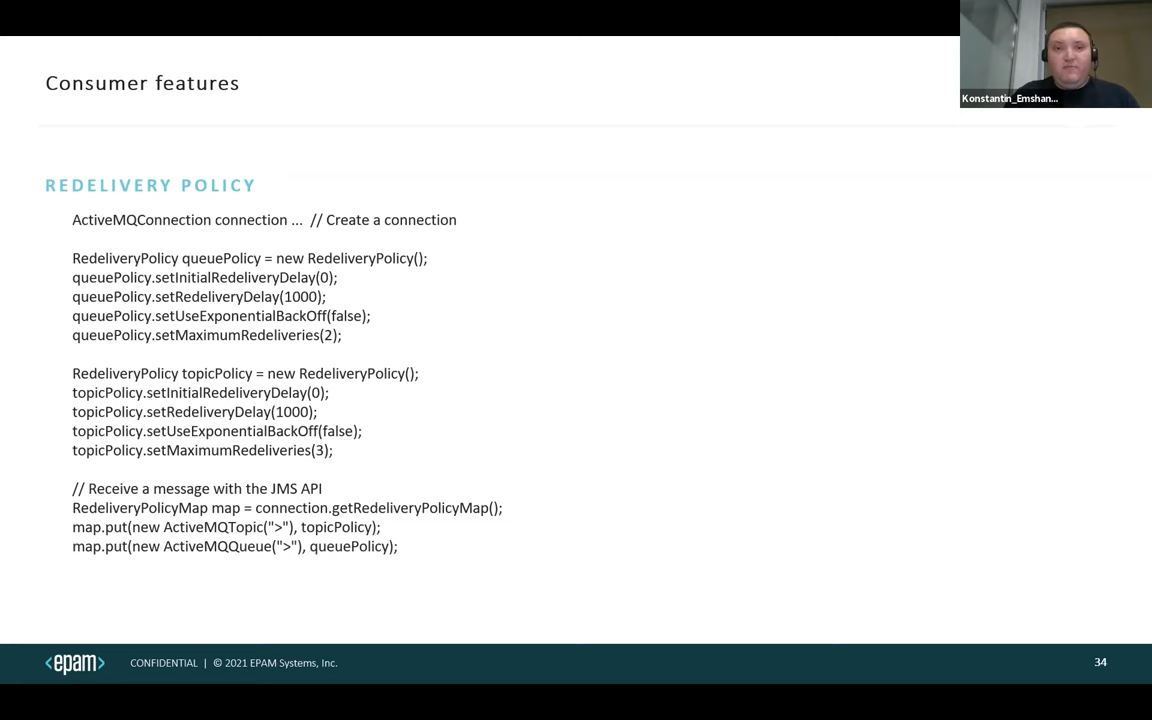 Consumer features
Konstantin_Emshan...
REDELIVERY POLICY
ActiveMQConnection connection ...  // Create a connection
RedeliveryPolicy queuePolicy = new RedeliveryPolicy();
queuePolicy.setInitialRedeliveryDelay(0);
queuePolicy.setRedeliveryDelay(1000);
queuePolicy.setUseExponentialBackOff(false);
queuePolicy.setMaximumRedeliveries(2);
RedeliveryPolicy topicPolicy = new RedeliveryPolicy();
topicPolicy.setInitialRedeliveryDelay(0);
topicPolicy.setRedeliveryDelay(1000);
topicPolicy.setUseExponentialBackOff(false);
topicPolicy.setMaximumRedeliveries(3);
// Receive a message with the JMS API
RedeliveryPolicyMap map = connection.getRedeliveryPolicyMap();
map.put(new ActiveMQTopic(">"), topicPolicy);
map.put(new ActiveMQQueue(">"), queuePolicy);
<epam> CONFIDENTIAL | © 2021 EPAM Systems, Inc. 34